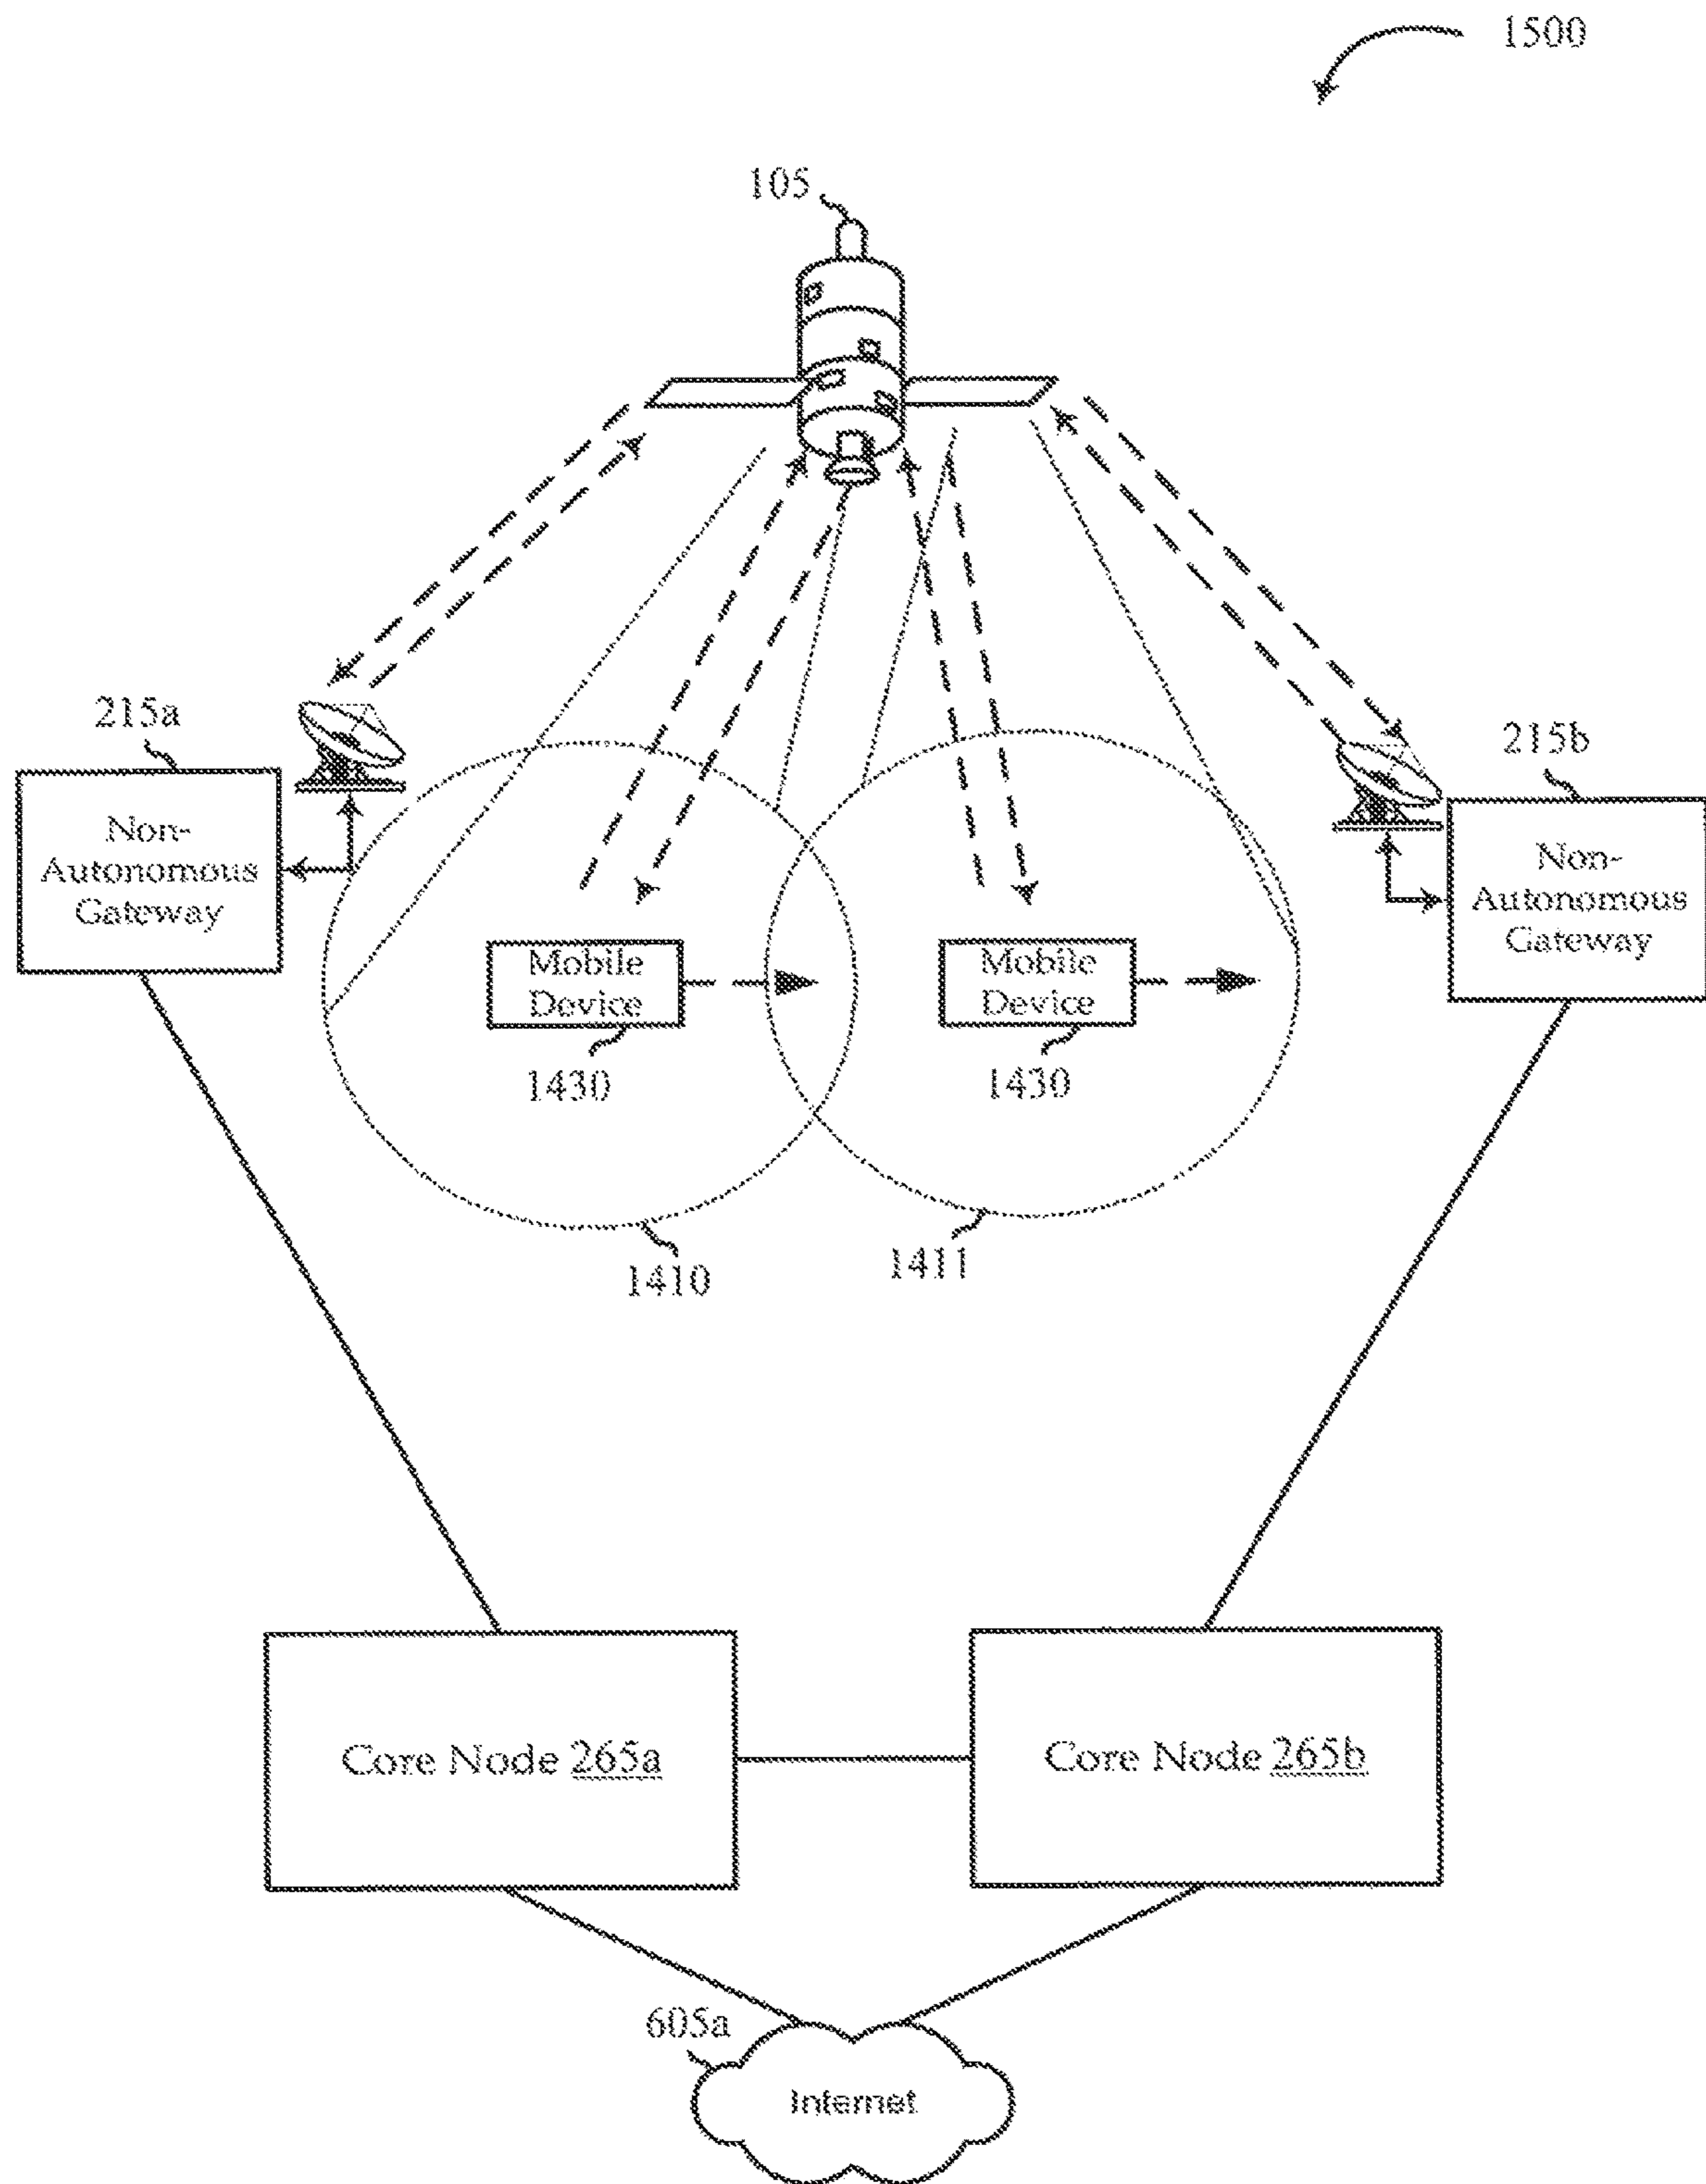 1500
105
215a
215b
Non-
Autonomous
Gateway
Non-
Autonomous
Gateway
Mobile
Device
Mobile
Device
1430
1430
1410
1411
Core Node 265a
Core Node 265b
605a
Internet